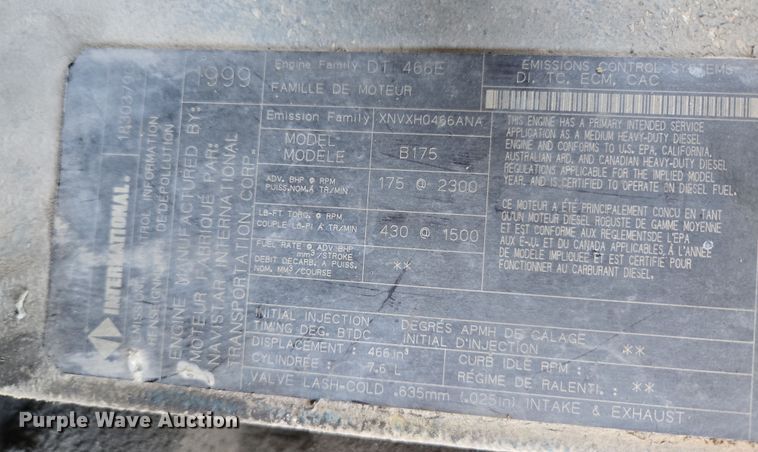 INTERNATIONAL®
ENGINE MANUFACTURED BY:
MOTEUR FABRIQUÉ PAR:
NAVISTAR INTERNATIONAL
TRANSPORTATION CORP.
1999
Engine Family DT 466E
FAMILLE DE MOTEUR
Emission Family XNVXH0466ANA
MODEL
MODÈLE
B175
ADV. BHP @ RPM
PUISS.NOM.À TR/MIN
175 @ 2300
LB-FT TORQ. @ RPM
COUPLE LB-PI À TR/MIN
430 @ 1500
FUEL RATE @ ADV. BHP
mm³/STROKE
DEBIT DECARB. À PUISS.
NOM. MM³/COURSE
**
EMISSIONS CONTROL SYSTEMS
DI, TC, ECM, CAC
THIS ENGINE HAS A PRIMARY INTENDED SERVICE
APPLICATION AS A MEDIUM HEAVY-DUTY DIESEL
ENGINE AND CONFORMS TO U.S. EPA, CALIFORNIA,
AUSTRALIAN ARD, AND CANADIAN HEAVY-DUTY DIESEL
REGULATIONS APPLICABLE FOR THE IMPLIED MODEL
YEAR, AND IS CERTIFIED TO OPERATE ON DIESEL FUEL.
CE MOTEUR A ÉTÉ PRINCIPALEMENT CONCU EN TANT
QU'UN MOTEUR DIESEL ROBUSTE DE GAMME MOYENNE
ET EST CONFORME AUX RÉGLEMENTSDE L'EPA
AUX E-U. ET DU CANADA APPLICABLES À L'ANNÉE
DE MODÈLE IMPLIQUÉE ET EST CERTIFIÉ POUR
FONCTIONNER AU CARBURANT DIESEL.
INITIAL INJECTION
TIMING DEG. BTDC
DEGRÉS APMH DE CALAGE
INITIAL D'INJECTION
**
DISPLACEMENT : 466 in³
CYLINDRÉE : 7.6 L
CURB IDLE RPM :
RÉGIME DE RALENTI. : **
VALVE LASH-COLD .635mm (.025in) INTAKE & EXHAUST
Purple Wave Auction